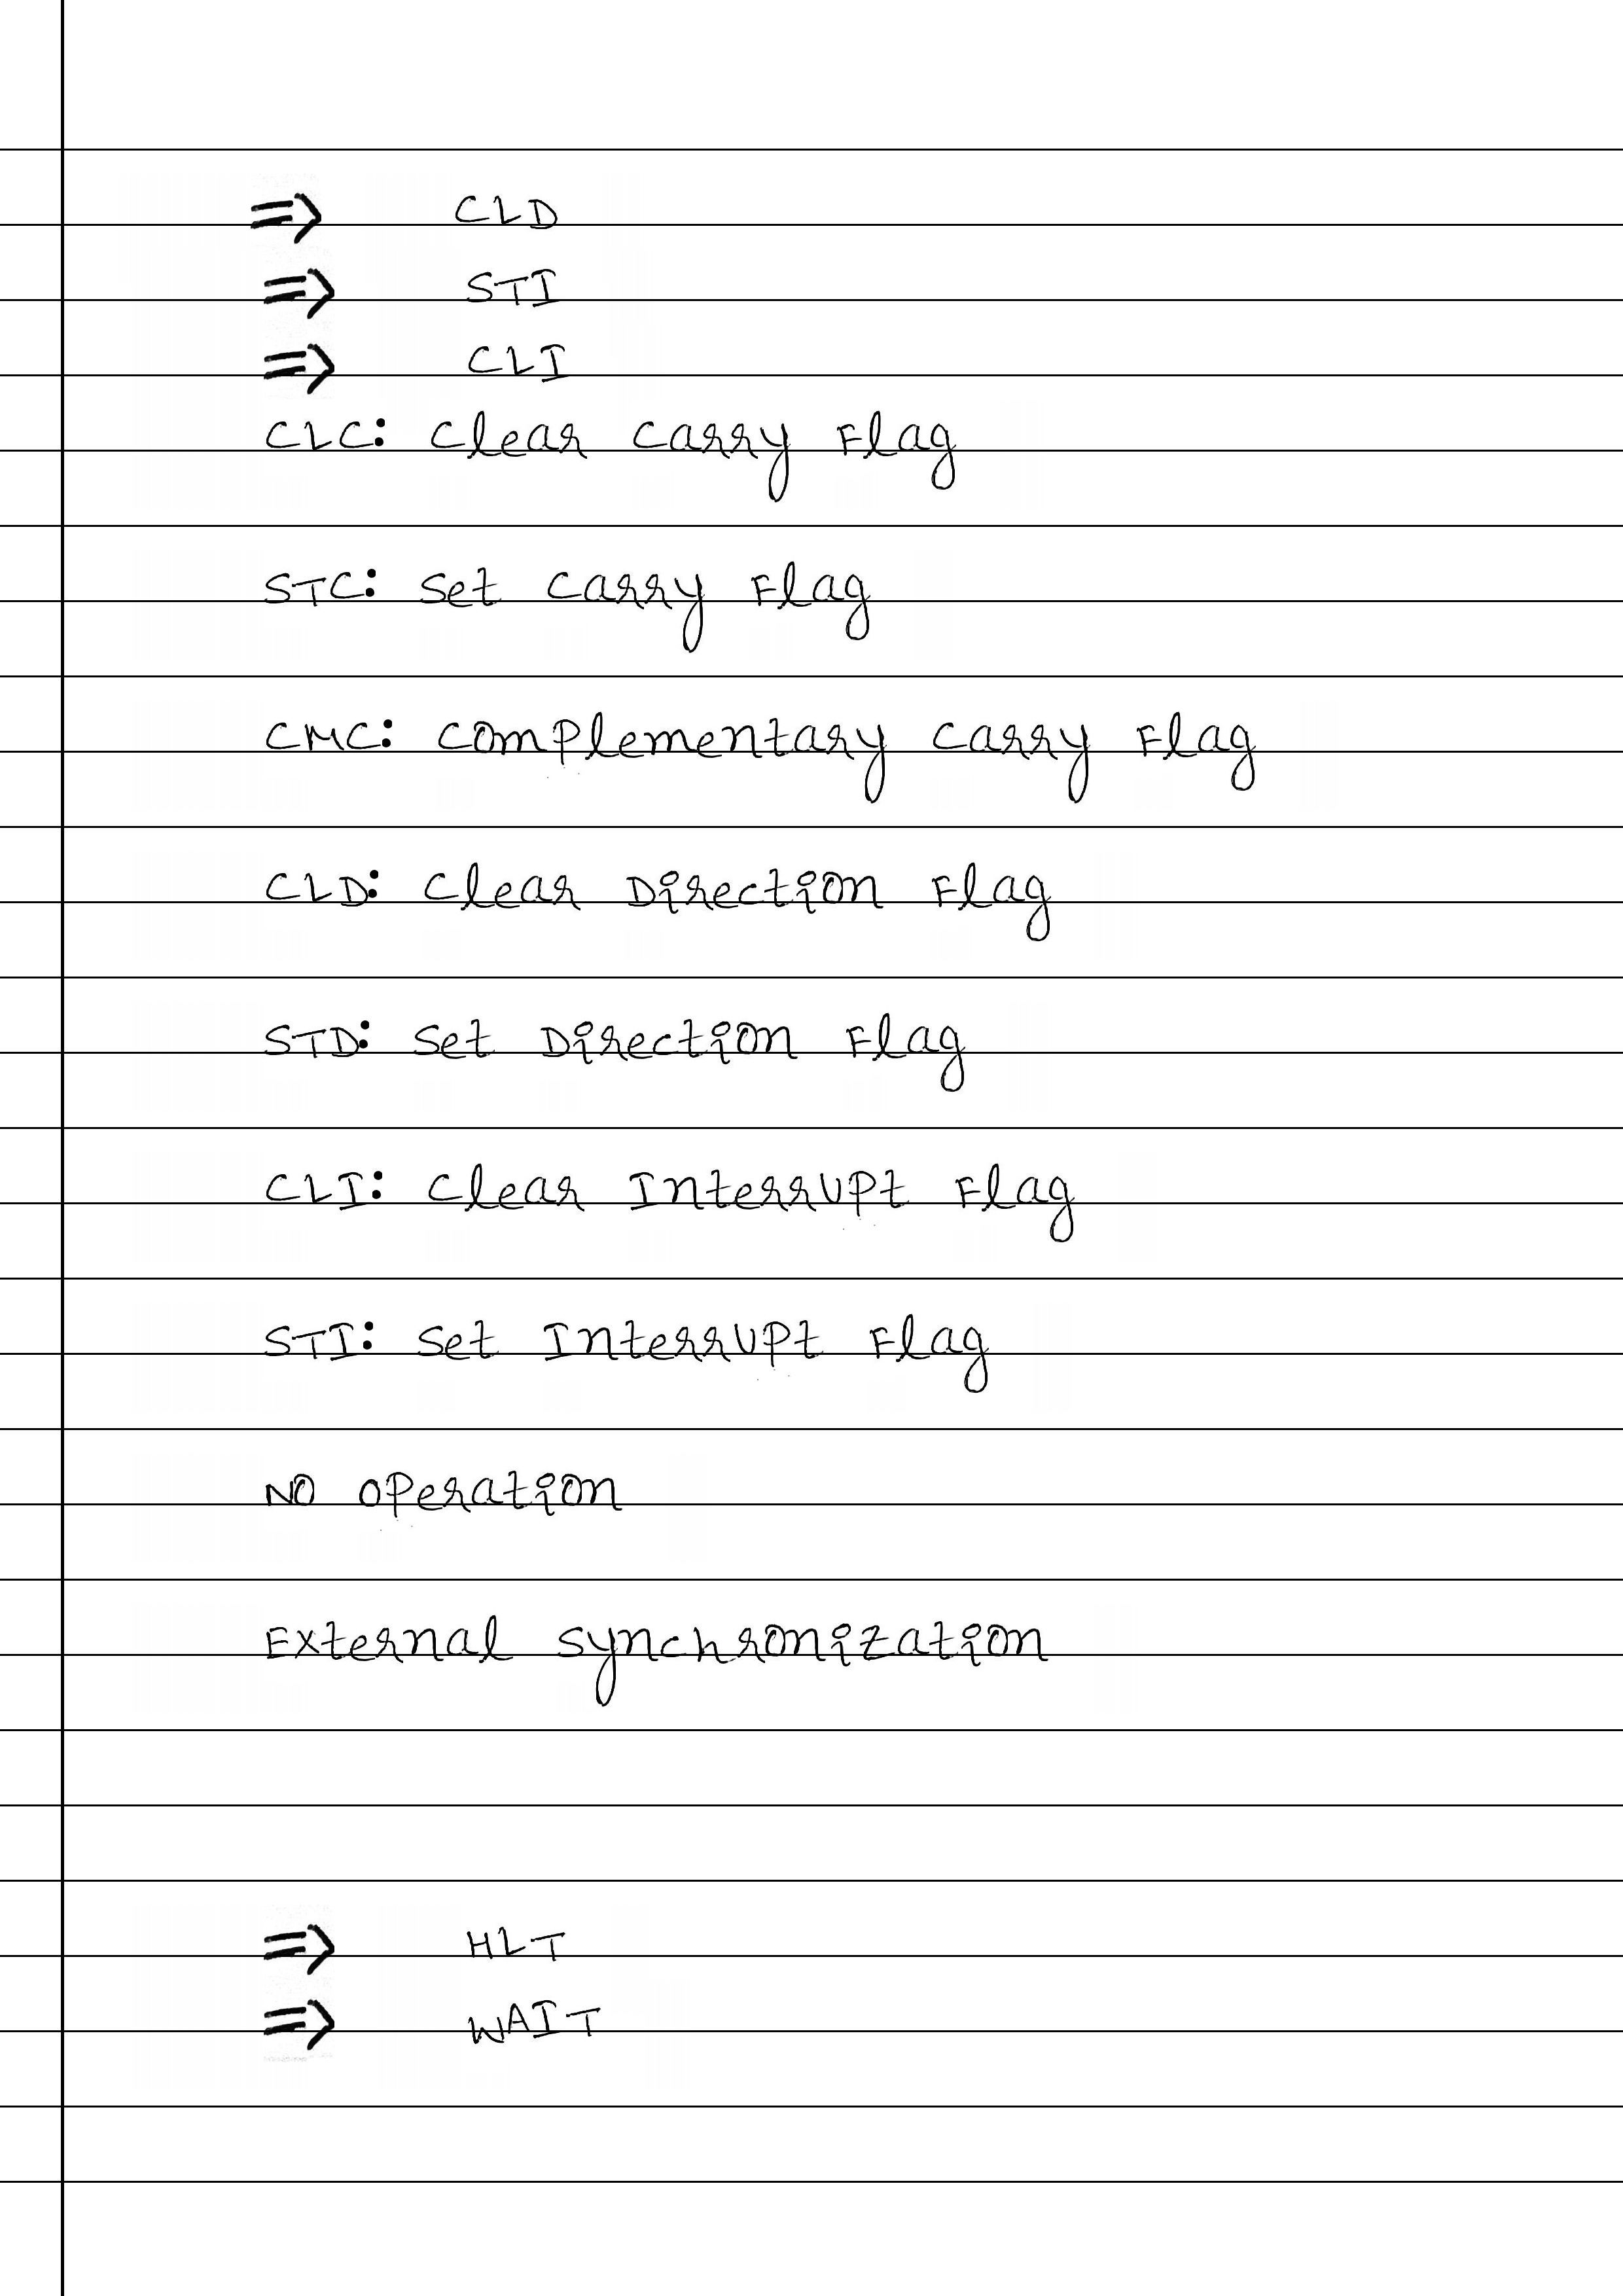 ⇒ CLD
⇒ STI
⇒ CLI
CLC: Clear Carry Flag
STC: Set Carry Flag
CMC: Complementary Carry Flag
CLD: Clear Direction Flag
STD: Set Direction Flag
CLI: Clear Interrupt Flag
STI: Set Interrupt Flag
NO Operation
External Synchronization
⇒ HLT
⇒ WAIT